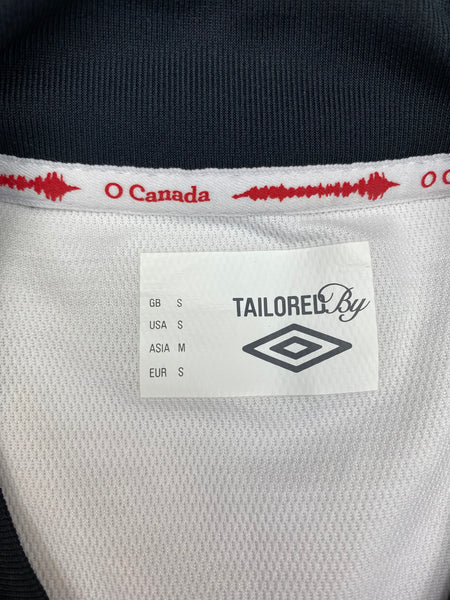 O Canada
O C
GB S
USA S
ASIA M
EUR S
TAILORED By